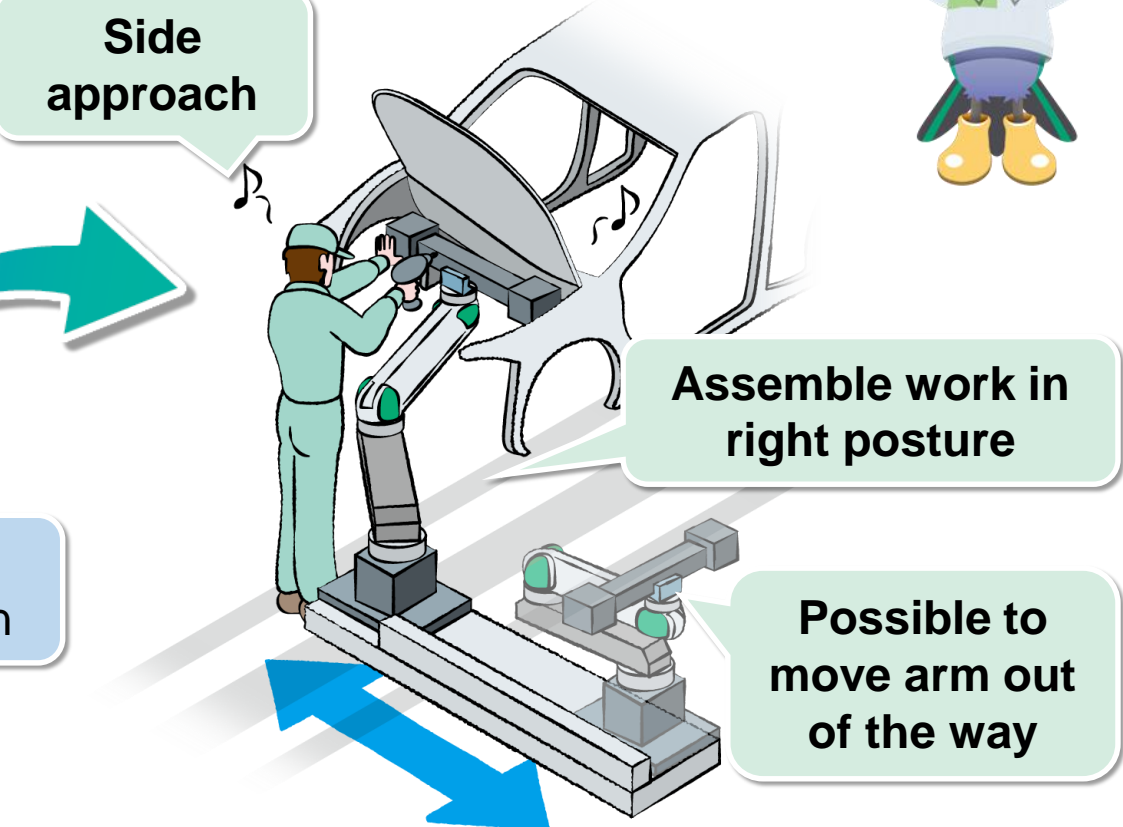 Side
approach
Assemble work in
right posture
Possible to
move arm out
of the way